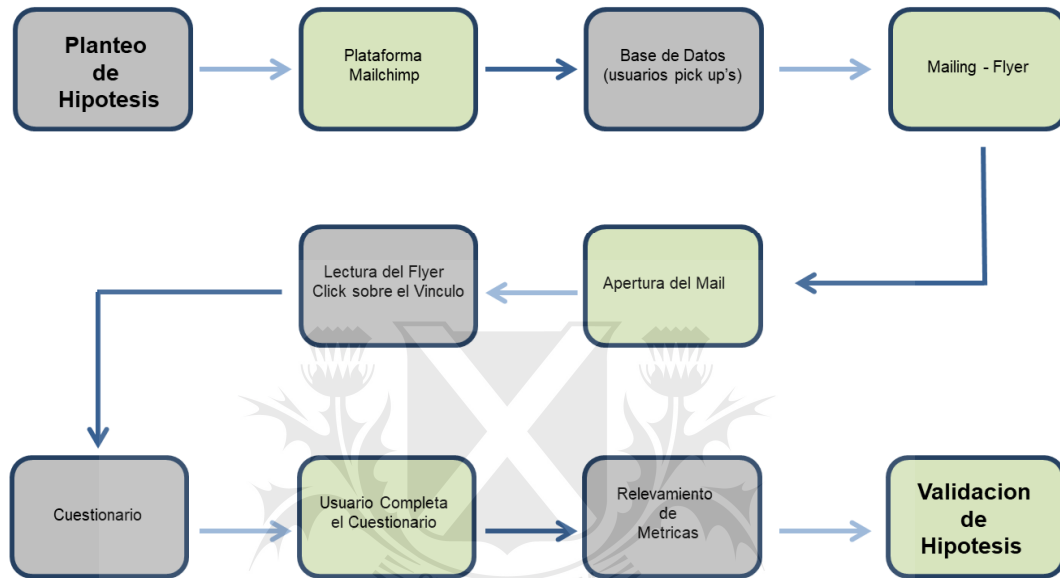 Planteo
de
Hipotesis
Plataforma
Mailchimp
Base de Datos
(usuarios pick up's)
Mailing - Flyer
Apertura del Mail
Lectura del Flyer
Click sobre el Vinculo
Cuestionario
Usuario Completa
el Cuestionario
Relevamiento
de
Metricas
Validacion
de
Hipotesis